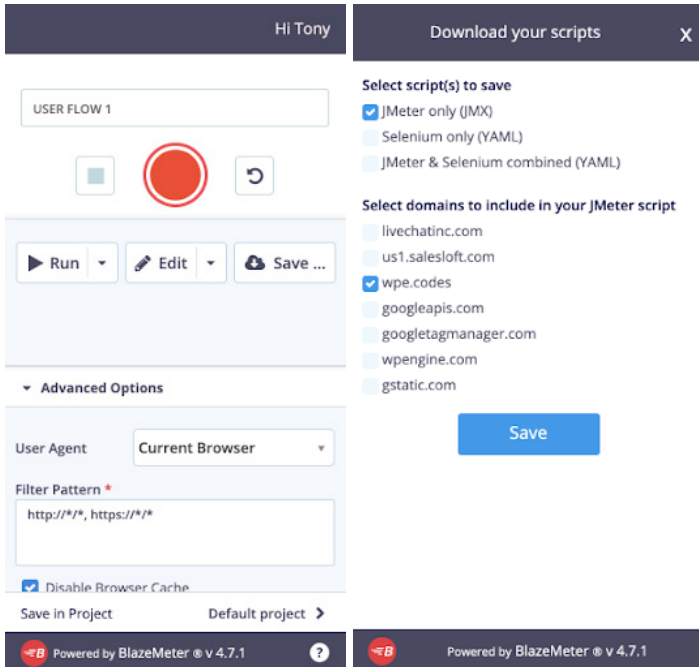 Hi Tony
USER FLOW 1
Run
Edit
Save ...
Advanced Options
User Agent
Current Browser
Filter Pattern *
http://*/*, https://*/*
Disable Browser Cache
Save in Project
Default project
B Powered by BlazeMeter ® v 4.7.1
?
Download your scripts
X
Select script(s) to save
JMeter only (JMX)
Selenium only (YAML)
JMeter & Selenium combined (YAML)
Select domains to include in your JMeter script
livechatinc.com
us1.salesloft.com
wpe.codes
googleapis.com
googletagmanager.com
wpengine.com
gstatic.com
Save
B Powered by BlazeMeter ® v 4.7.1